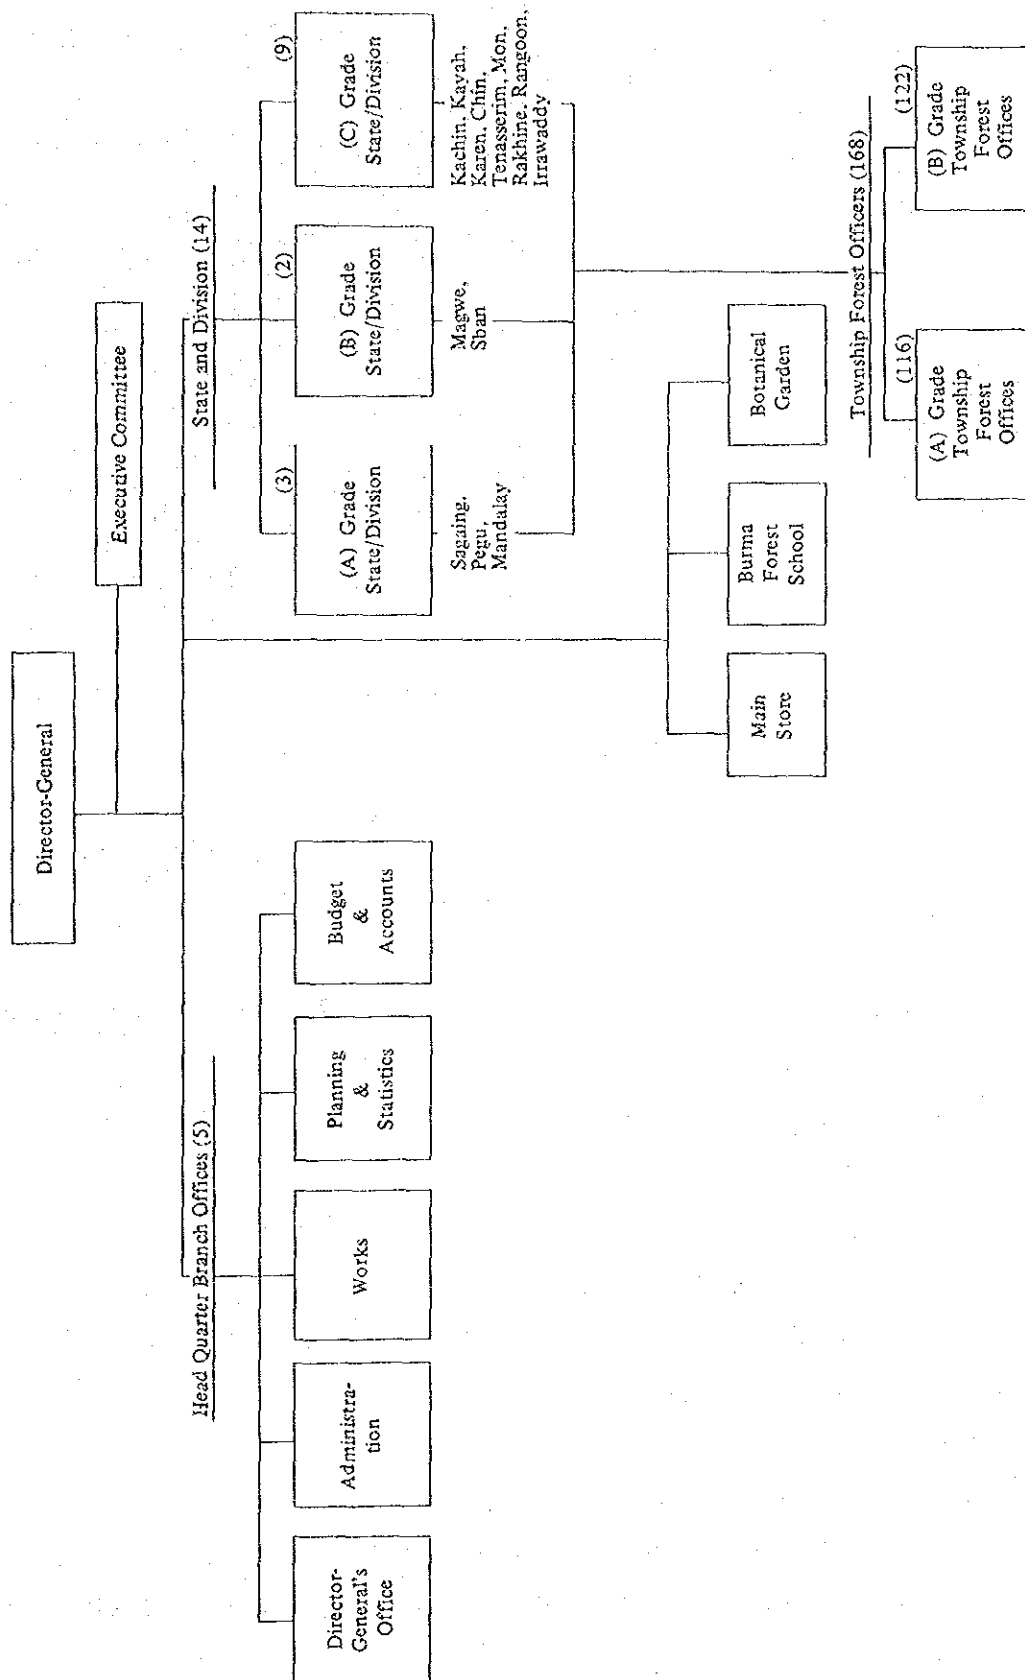 Director-General
Executive Committee
Head Quarter Branch Offices (5)
Director-
General's
Office
Administra-
tion
Works
Planning
&
Statistics
Budget
&
Accounts
State and Division (14)
(3)
(A) Grade
State/Division
Sagaing,
Pegu,
Mandalay
(2)
(B) Grade
State/Division
Magwe,
Sban
(9)
(C) Grade
State/Division
Kachin, Kayah,
Karen, Chin,
Tenasserim, Mon,
Rakhine, Rangoon,
Irrawaddy
Main
Store
Burma
Forest
School
Botanical
Garden
Township Forest Officers (168)
(116)
(A) Grade
Township
Forest
Offices
(122)
(B) Grade
Township
Forest
Offices